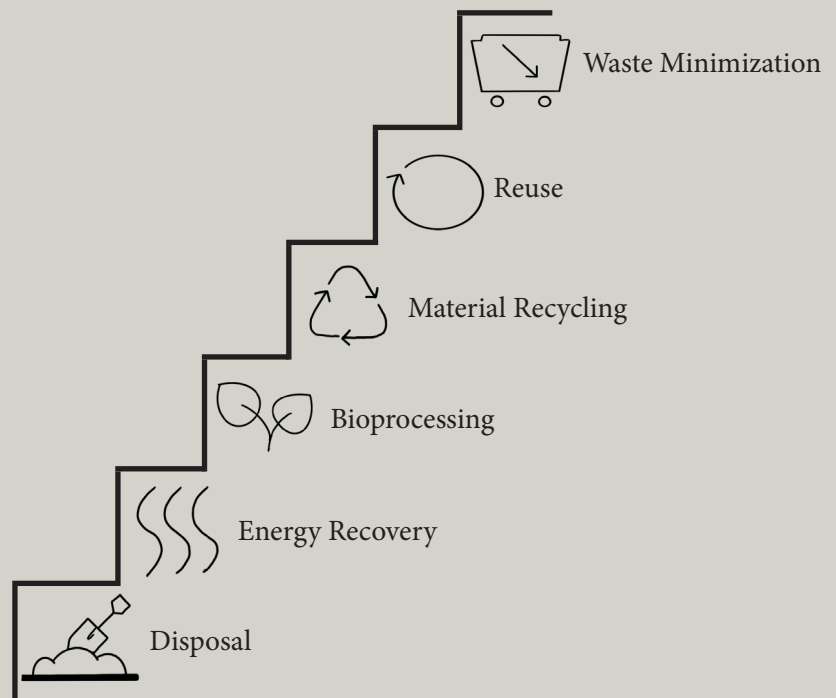 Waste Minimization
Reuse
Material Recycling
Bioprocessing
Energy Recovery
Disposal